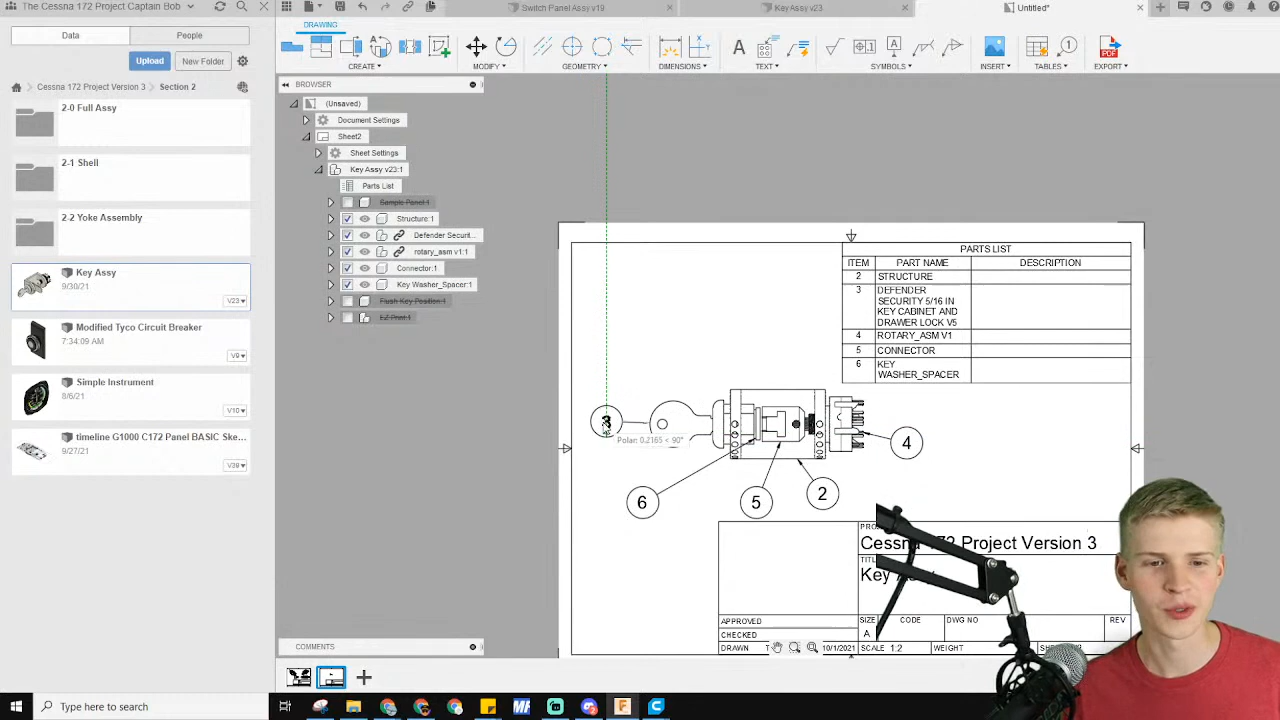 The Cessna 172 Project Captain Bob
Switch Panel Assy v19
Key Assy v23
Untitled*
Data
People
DRAWING
CREATE
MODIFY
GEOMETRY
DIMENSIONS
TEXT
SYMBOLS
INSERT
TABLES
EXPORT
Upload
New Folder
BROWSER
Cessna 172 Project Version 3
Section 2
(Unsaved)
2-0 Full Assy
Document Settings
Sheet2
Sheet Settings
2-1 Shell
Key Assy v23:1
Parts List
Sample Panel:1
2-2 Yoke Assembly
Structure:1
Defender Securit...
rotary_asm v1:1
Key Assy
9/30/21
V23
Connector:1
Key Washer_Spacer:1
Flush Key Position:1
EZ Print:1
Modified Tyco Circuit Breaker
7:34:09 AM
V9
Simple Instrument
8/6/21
V10
timeline G1000 C172 Panel BASIC Ske...
9/27/21
V39
PARTS LIST
ITEM PART NAME DESCRIPTION
2 STRUCTURE
3 DEFENDER
SECURITY 5/16 IN
KEY CABINET AND
DRAWER LOCK V5
4 ROTARY_ASM V1
5 CONNECTOR
6 KEY
WASHER_SPACER
3
Polar: 0.2165 < 90°
4
6
5
2
Cessna 172 Project Version 3
Key
APPROVED
CHECKED
DRAWN
10/1/2021
SIZE
A
CODE
DWG NO
REV
SCALE 1:2
WEIGHT
COMMENTS
Type here to search